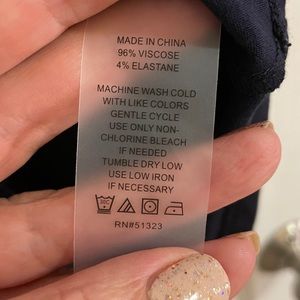 MADE IN CHINA
96% VISCOSE
4% ELASTANE
MACHINE WASH COLD
WITH LIKE COLORS
GENTLE CYCLE
USE ONLY NON-
CHLORINE BLEACH
IF NEEDED
TUMBLE DRY LOW
USE LOW IRON
IF NECESSARY
RN#51323